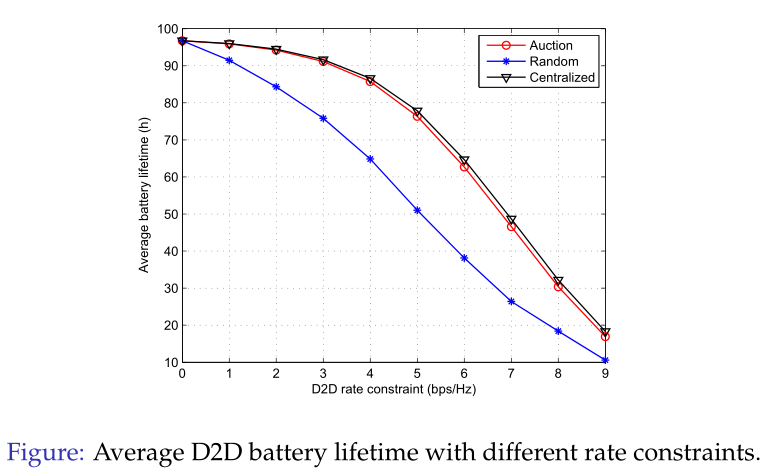 100
90
80
70
60
50
40
30
20
10
Average battery lifetime (h)
Auction
Random
Centralized
0 1 2 3 4 5 6 7 8 9
D2D rate constraint (bps/Hz)
Figure: Average D2D battery lifetime with different rate constraints.